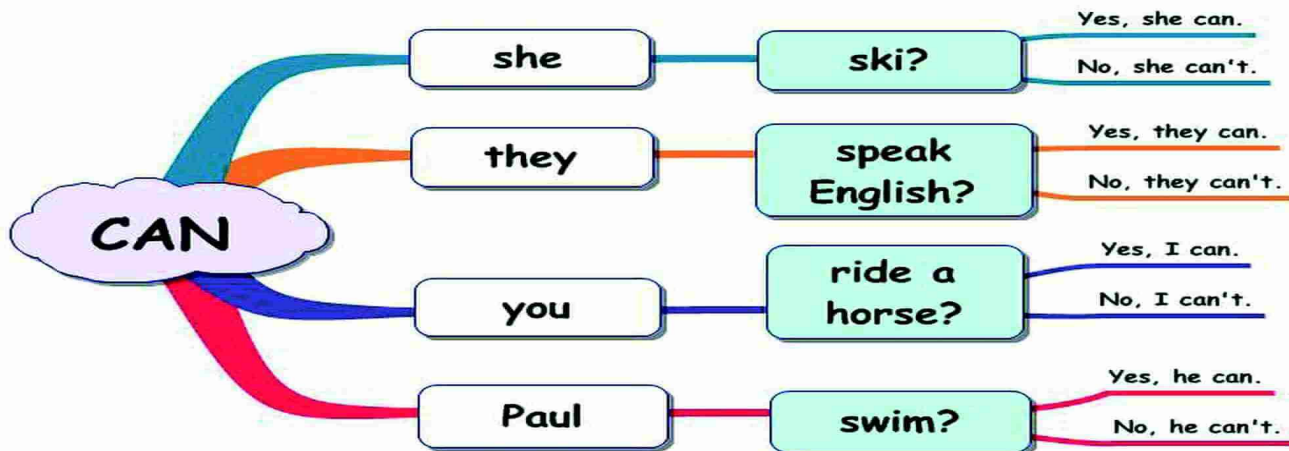 CAN
she
ski?
Yes, she can.
No, she can't.
they
speak
English?
Yes, they can.
No, they can't.
you
ride a
horse?
Yes, I can.
No, I can't.
Paul
swim?
Yes, he can.
No, he can't.